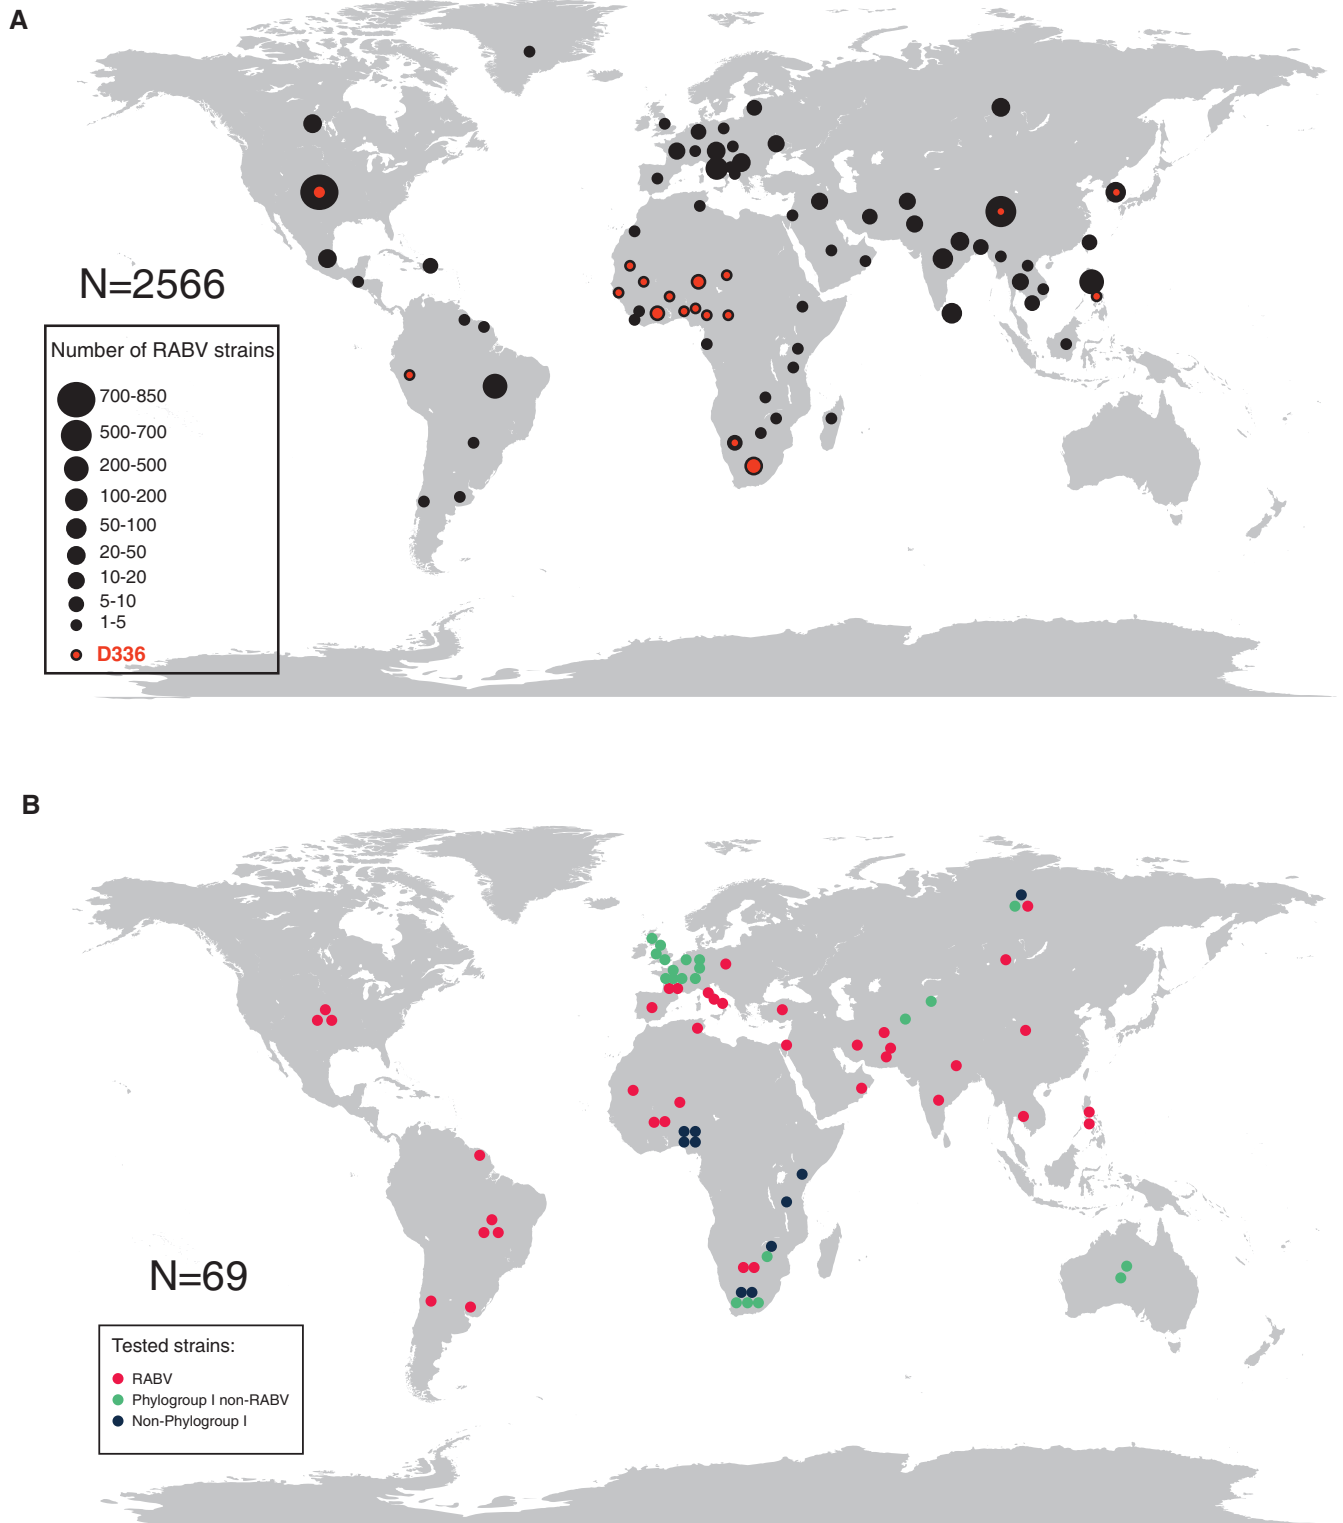 A
N=2566
Number of RABV strains
700-850
500-700
200-500
100-200
50-100
20-50
10-20
5-10
1-5
D336
B
N=69
Tested strains:
RABV
Phylogroup I non-RABV
Non-Phylogroup I